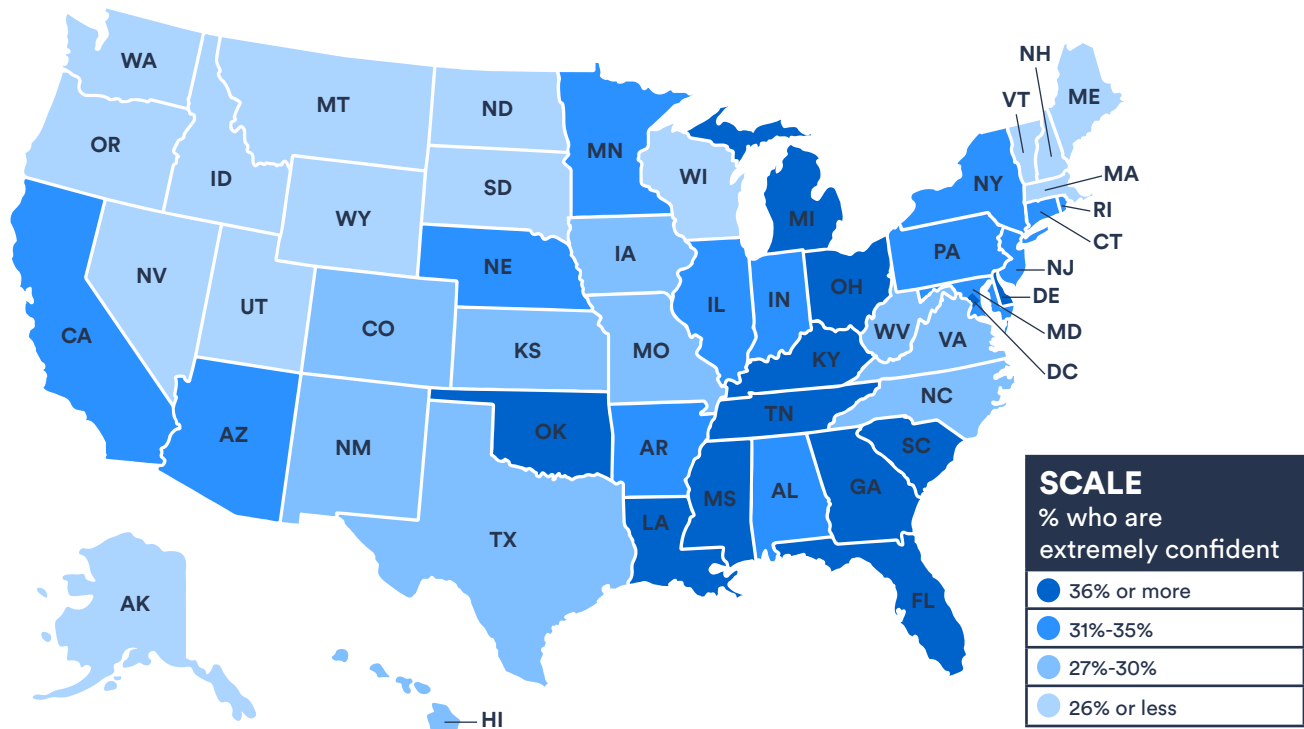 WA
MT
ND
MN
NH
VT
ME
OR
ID
SD
WI
MI
NY
MA
RI
CT
WY
IA
NE
PA
NJ
NV
UT
CO
IL
IN
OH
DE
MD
DC
CA
KS
MO
WV
VA
KY
NC
AZ
NM
OK
AR
TN
SC
MS
AL
GA
LA
TX
FL
AK
HI
SCALE
% who are
extremely confident
36% or more
31%-35%
27%-30%
26% or less